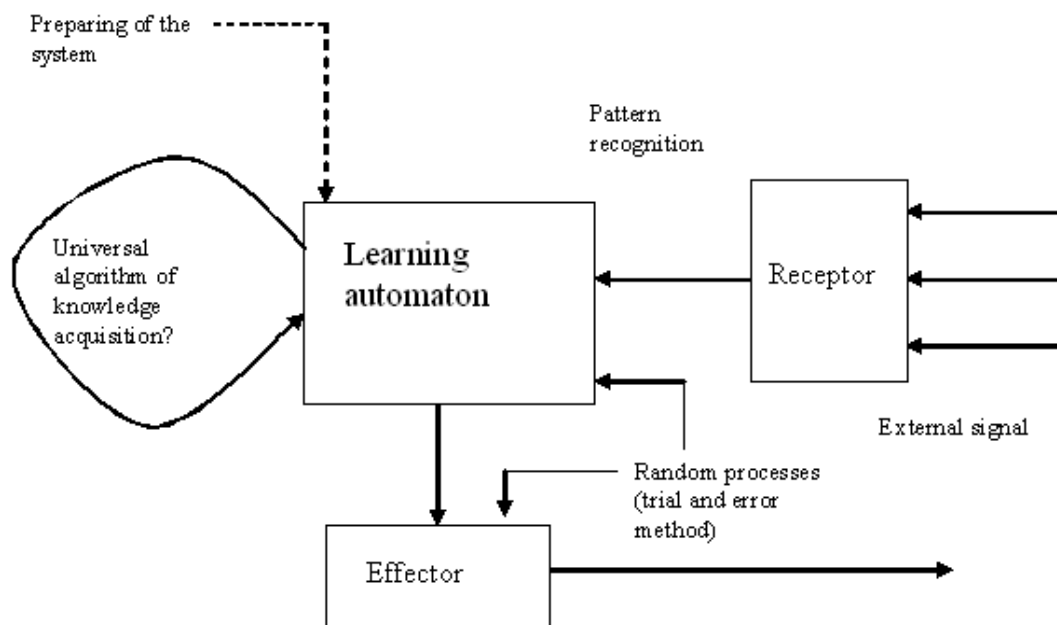 Preparing of the
system
Pattern
recognition
Universal
algorithm of
knowledge
acquisition?
Learning
automaton
Receptor
External signal
Random processes
(trial and error
method)
Effector